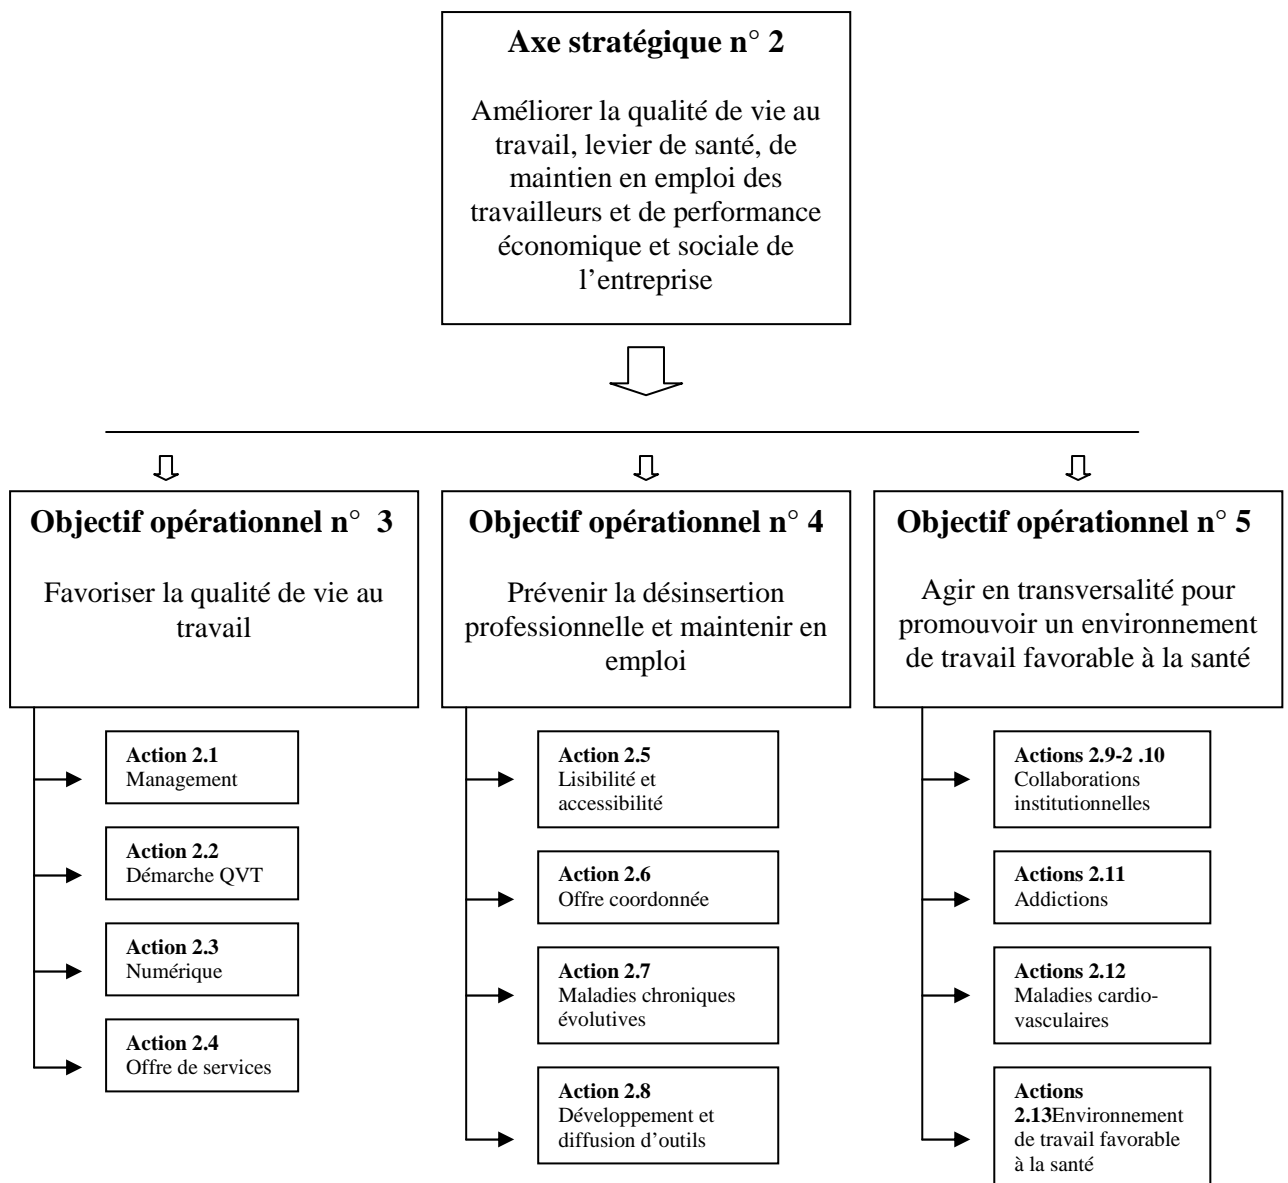 Axe stratégique n° 2
Améliorer la qualité de vie au
travail, levier de santé, de
maintien en emploi des
travailleurs et de performance
économique et sociale de
l’entreprise
Objectif opérationnel n°  3
Favoriser la qualité de vie au
travail
Action 2.1
Management
Action 2.2
Démarche QVT
Action 2.3
Numérique
Action 2.4
Offre de services
Objectif opérationnel n° 4
Prévenir la désinsertion
professionnelle et maintenir en
emploi
Action 2.5
Lisibilité et
accessibilité
Action 2.6
Offre coordonnée
Action 2.7
Maladies chroniques
évolutives
Action 2.8
Développement et
diffusion d’outils
Objectif opérationnel n° 5
Agir en transversalité pour
promouvoir un environnement
de travail favorable à la santé
Actions 2.9-2 .10
Collaborations
institutionnelles
Actions 2.11
Addictions
Actions 2.12
Maladies cardio-
vasculaires
Actions
2.13Environnement
de travail favorable
à la santé